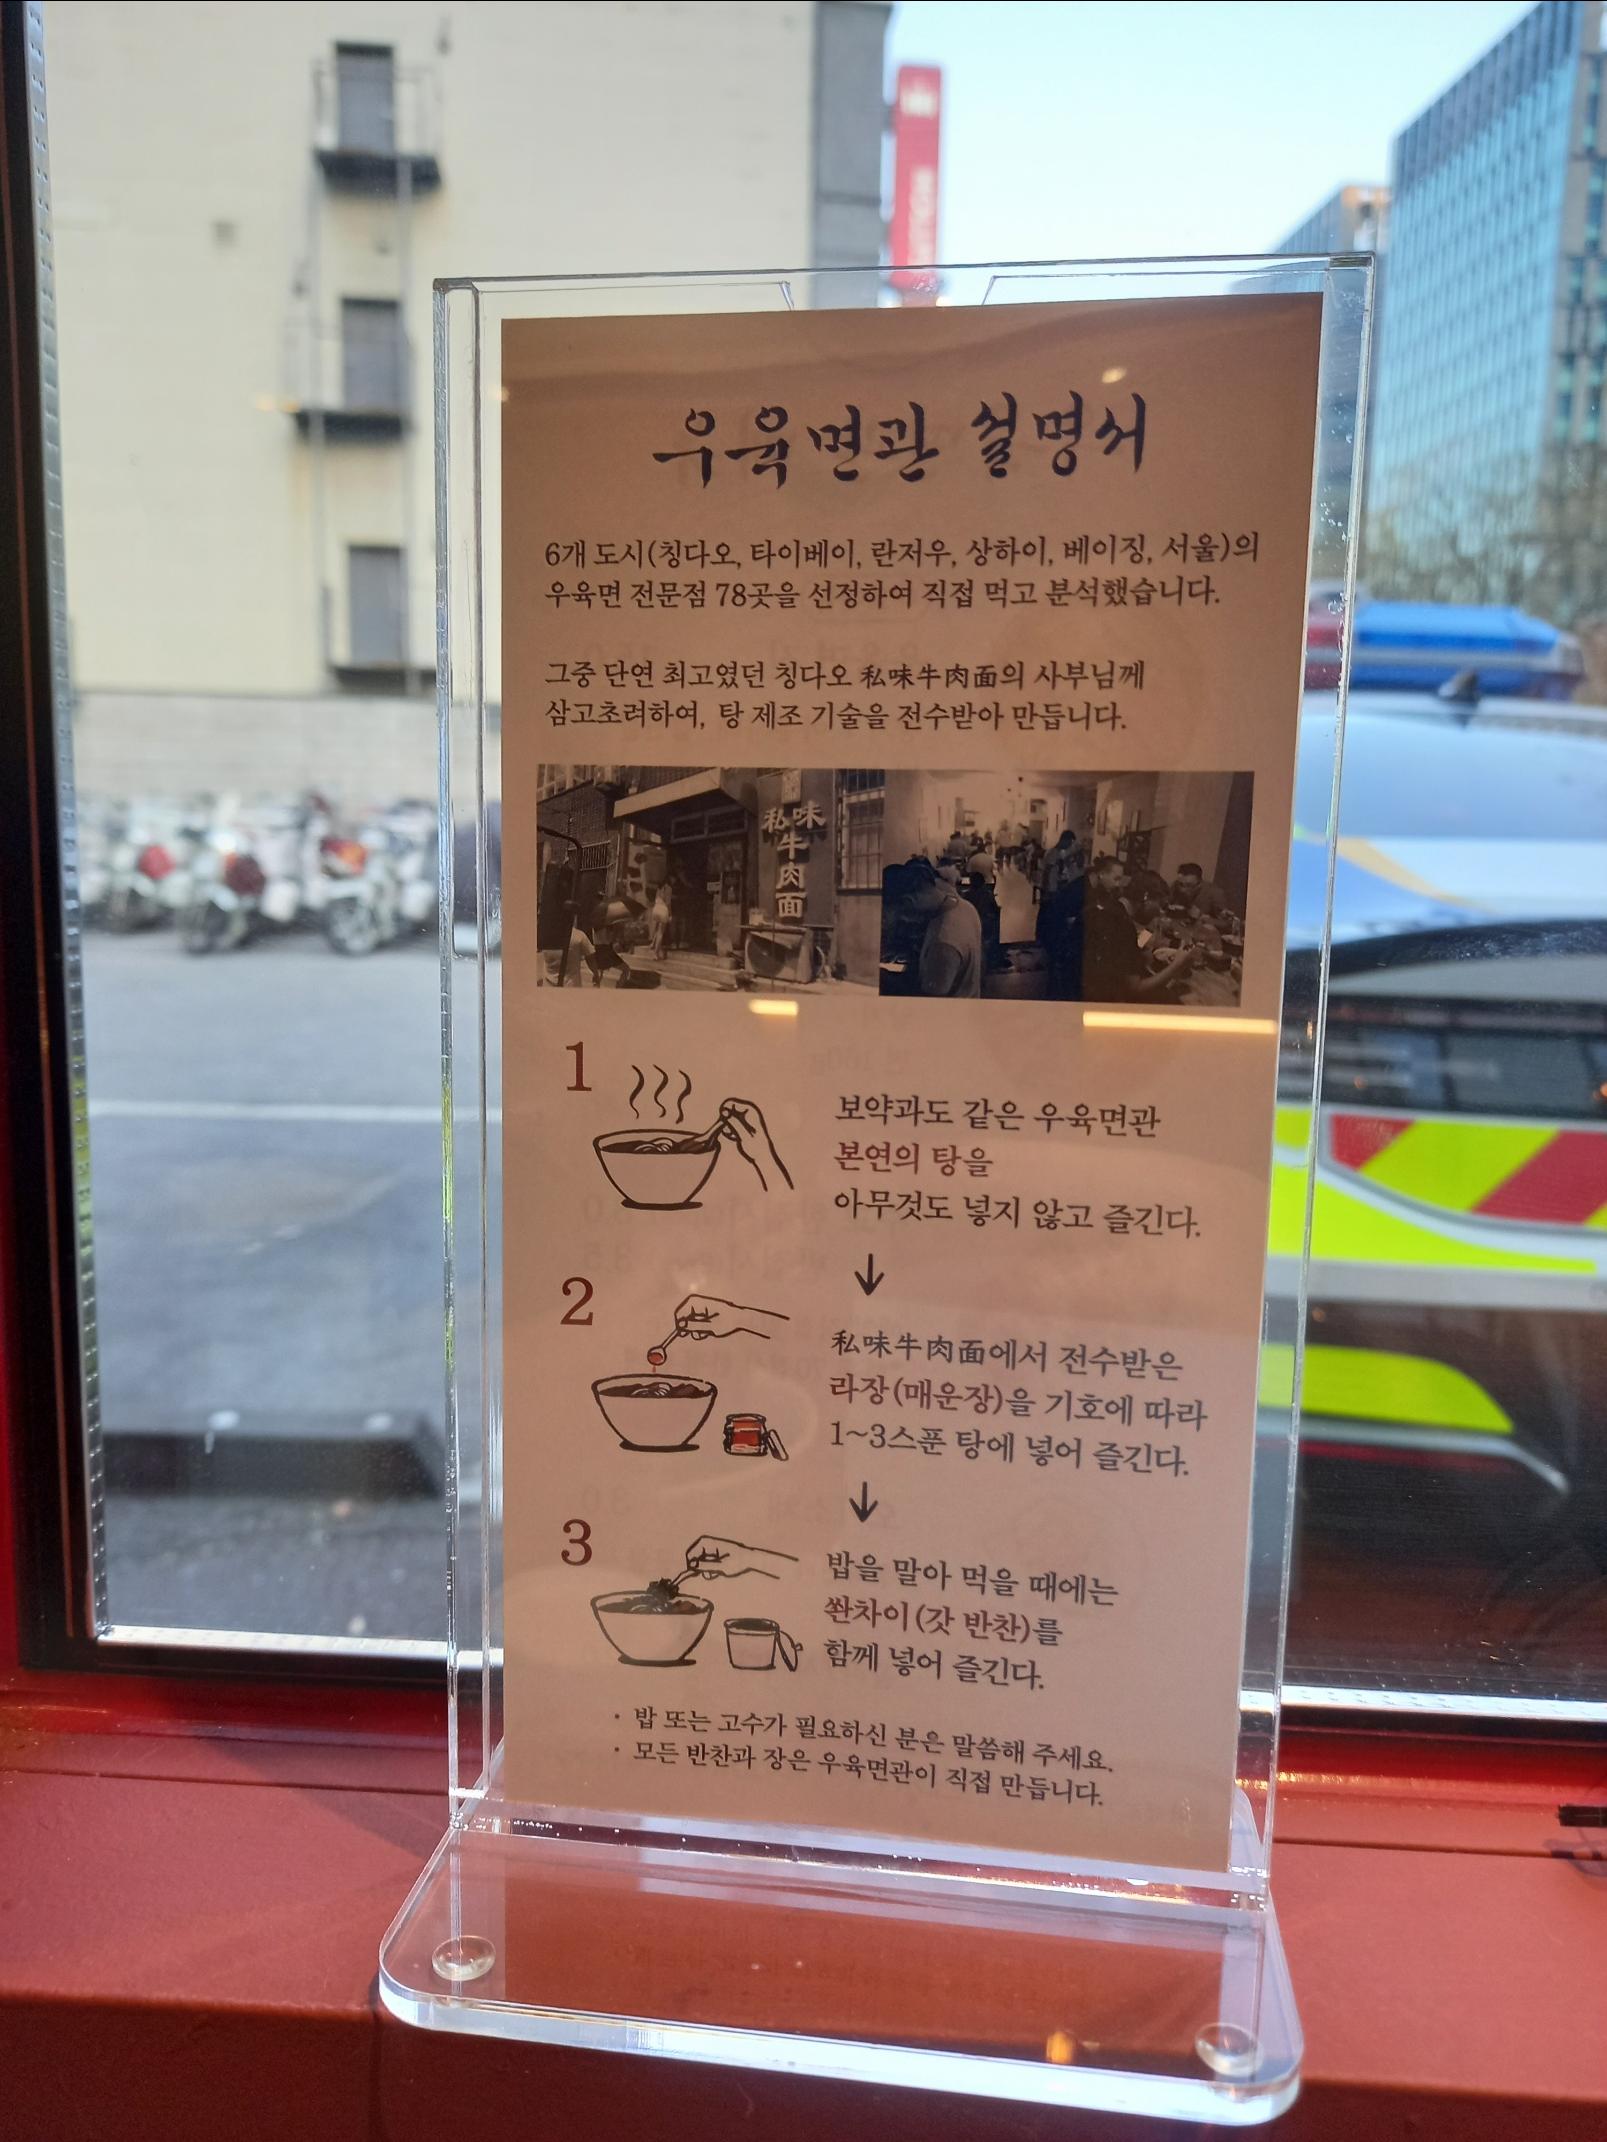 우육면관 설명서
6개 도시(칭다오, 타이베이, 란저우, 상하이, 베이징, 서울)의
우육면 전문점 78곳을 선정하여 직접 먹고 분석했습니다.
그중 단연 최고였던 칭다오 私味牛肉面의 사부님께
삼고초려하여, 탕 제조 기술을 전수받아 만듭니다.
私味
牛
肉
面
1
보약과도 같은 우육면관
본연의 탕을
아무것도 넣지 않고 즐긴다.
2
私味牛肉面에서 전수받은
라장(매운장)을 기호에 따라
1~3스푼 탕에 넣어 즐긴다.
3
밥을 말아 먹을 때에는
쏸차이(갓 반찬)를
함께 넣어 즐긴다.
· 밥 또는 고수가 필요하신 분은 말씀해 주세요.
· 모든 반찬과 장은 우육면관이 직접 만듭니다.